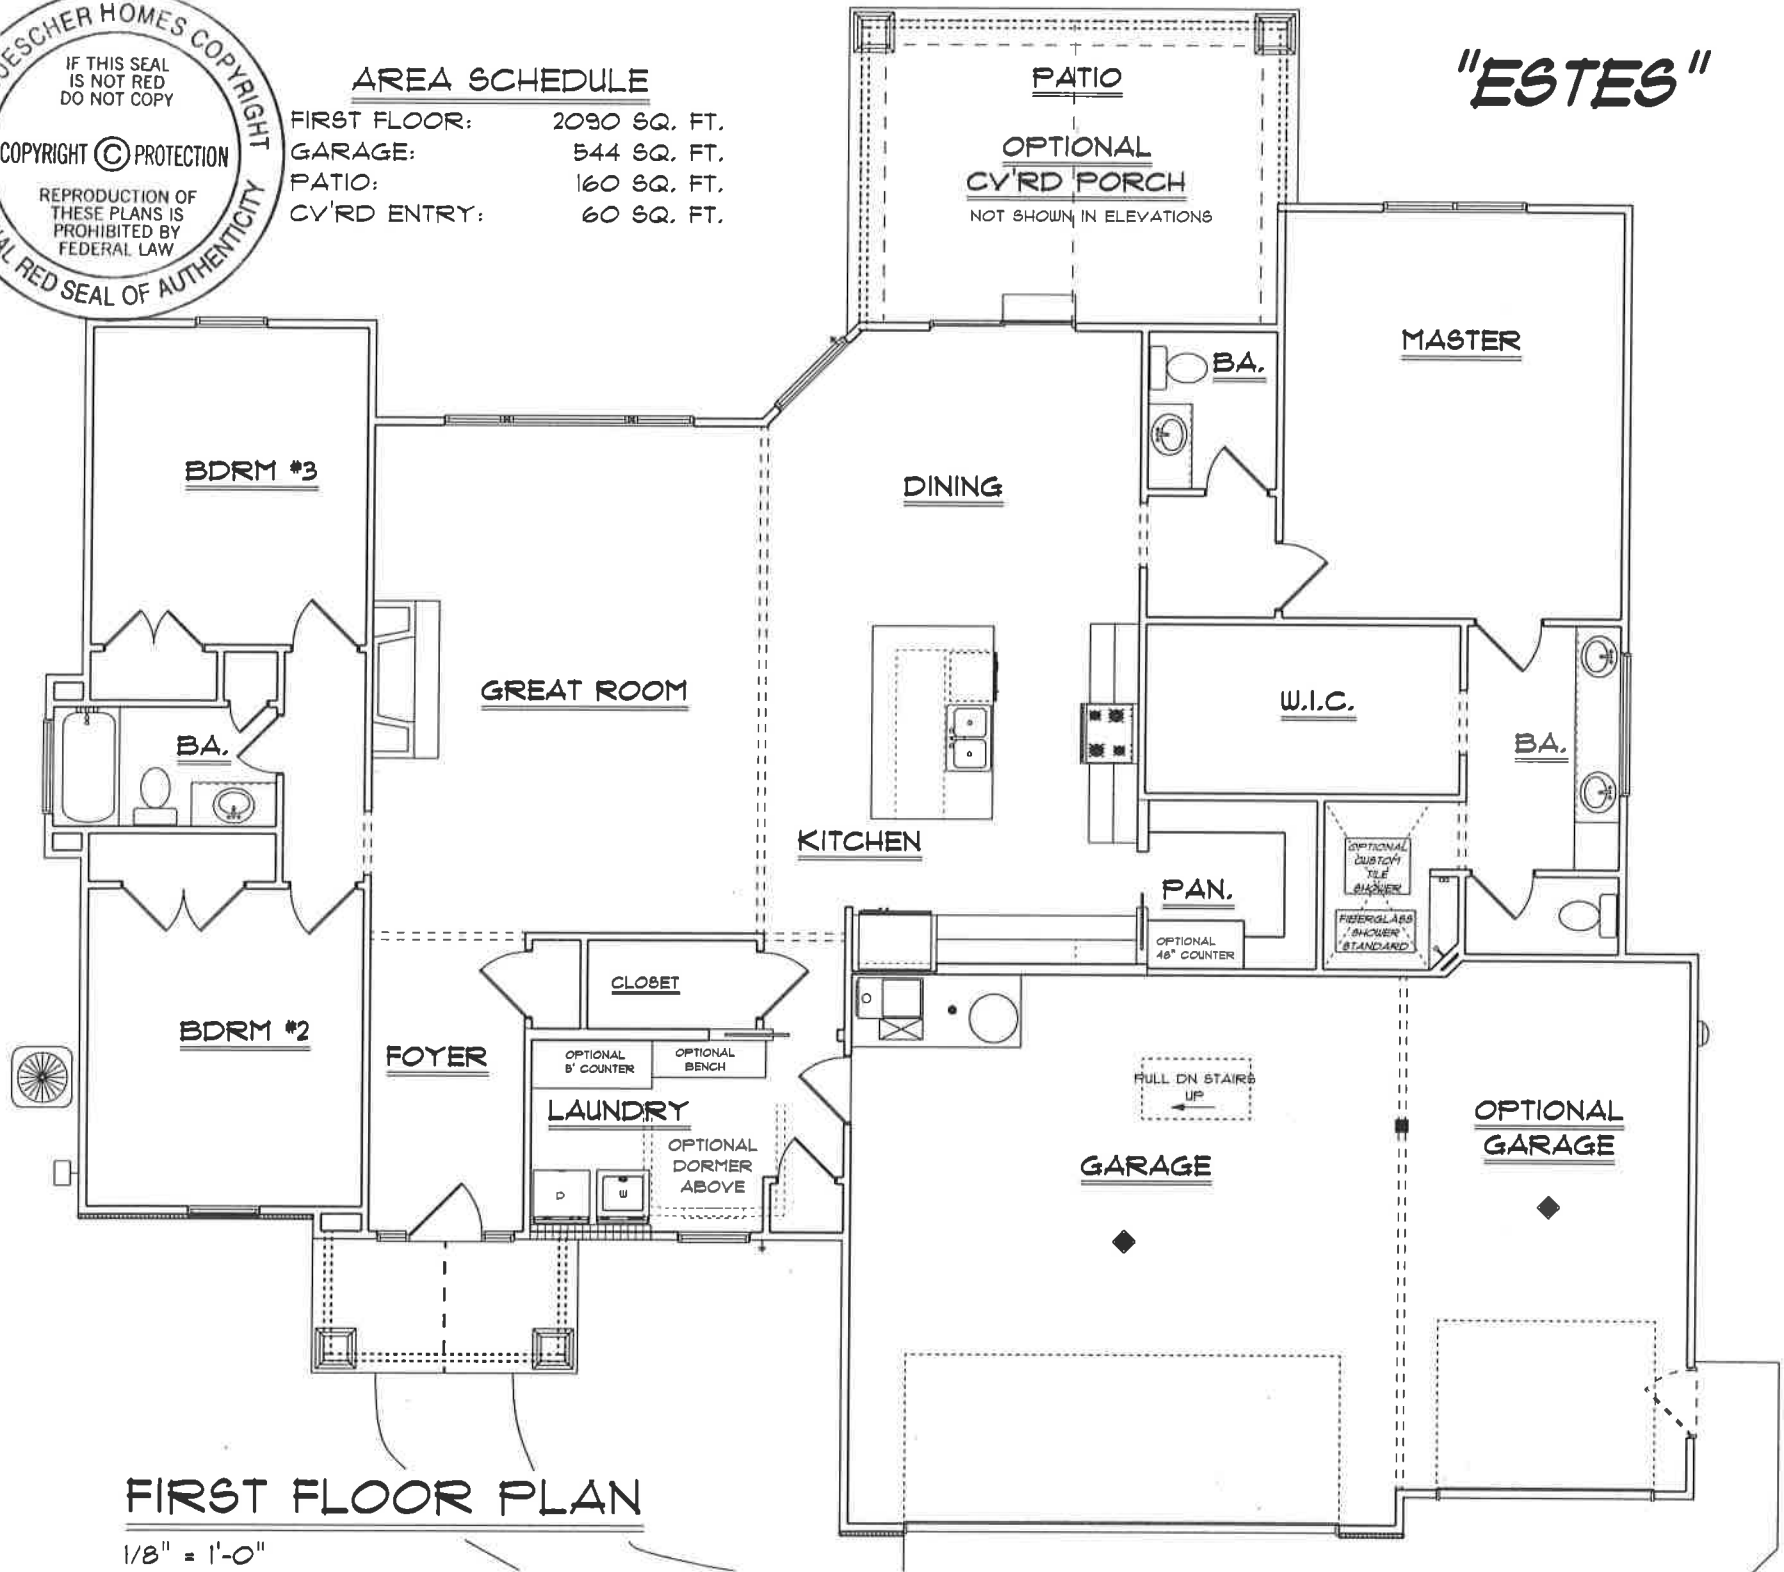 UESCHER HOMES COPYRIGHT
IF THIS SEAL
IS NOT RED
DO NOT COPY
COPYRIGHT © PROTECTION
REPRODUCTION OF
THESE PLANS IS
PROHIBITED BY
FEDERAL LAW
AL RED SEAL OF AUTHENTICITY
AREA SCHEDULE
FIRST FLOOR: 2090 SQ. FT.
GARAGE: 544 SQ. FT.
PATIO: 160 SQ. FT.
CV'RD ENTRY: 60 SQ. FT.
"ESTES"
PATIO
OPTIONAL
CV'RD PORCH
NOT SHOWN IN ELEVATIONS
MASTER
BA.
BDRM #3
DINING
GREAT ROOM
W.I.C.
BA.
BA.
KITCHEN
OPTIONAL
CUSTOM
TILE
SHOWER
PAN.
FIBERGLASS
SHOWER
STANDARD
OPTIONAL
48" COUNTER
CLOSET
BDRM #2
FOYER
OPTIONAL
5' COUNTER
OPTIONAL
BENCH
PULL DN STAIRS
UP
LAUNDRY
OPTIONAL
DORMER
ABOVE
D
W
GARAGE
OPTIONAL
GARAGE
FIRST FLOOR PLAN
1/8" = 1'-0"